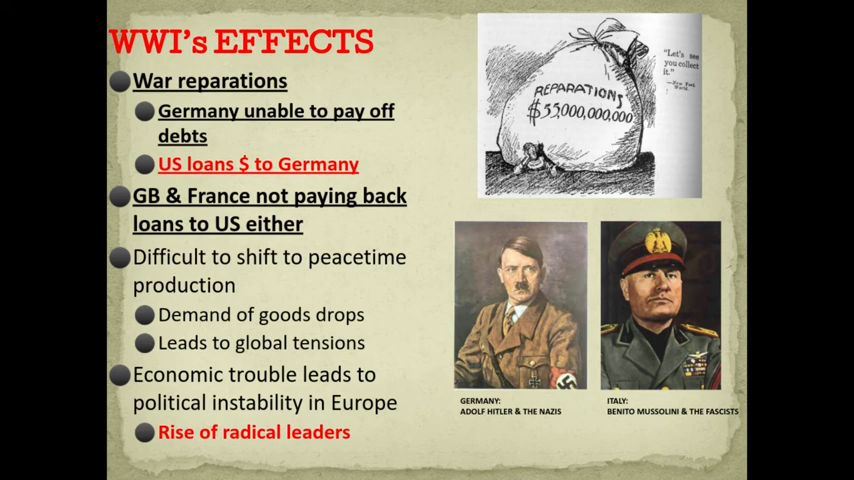 WWI's EFFECTS
War reparations
Germany unable to pay off
debts
US loans $ to Germany
GB & France not paying back
loans to US either
Difficult to shift to peacetime
production
Demand of goods drops
Leads to global tensions
Economic trouble leads to
political instability in Europe
Rise of radical leaders
REPARATIONS
$55,000,000,000
"Let's see
you collect
it."
—New York
World.
GERMANY:
ADOLF HITLER & THE NAZIS
ITALY:
BENITO MUSSOLINI & THE FASCISTS